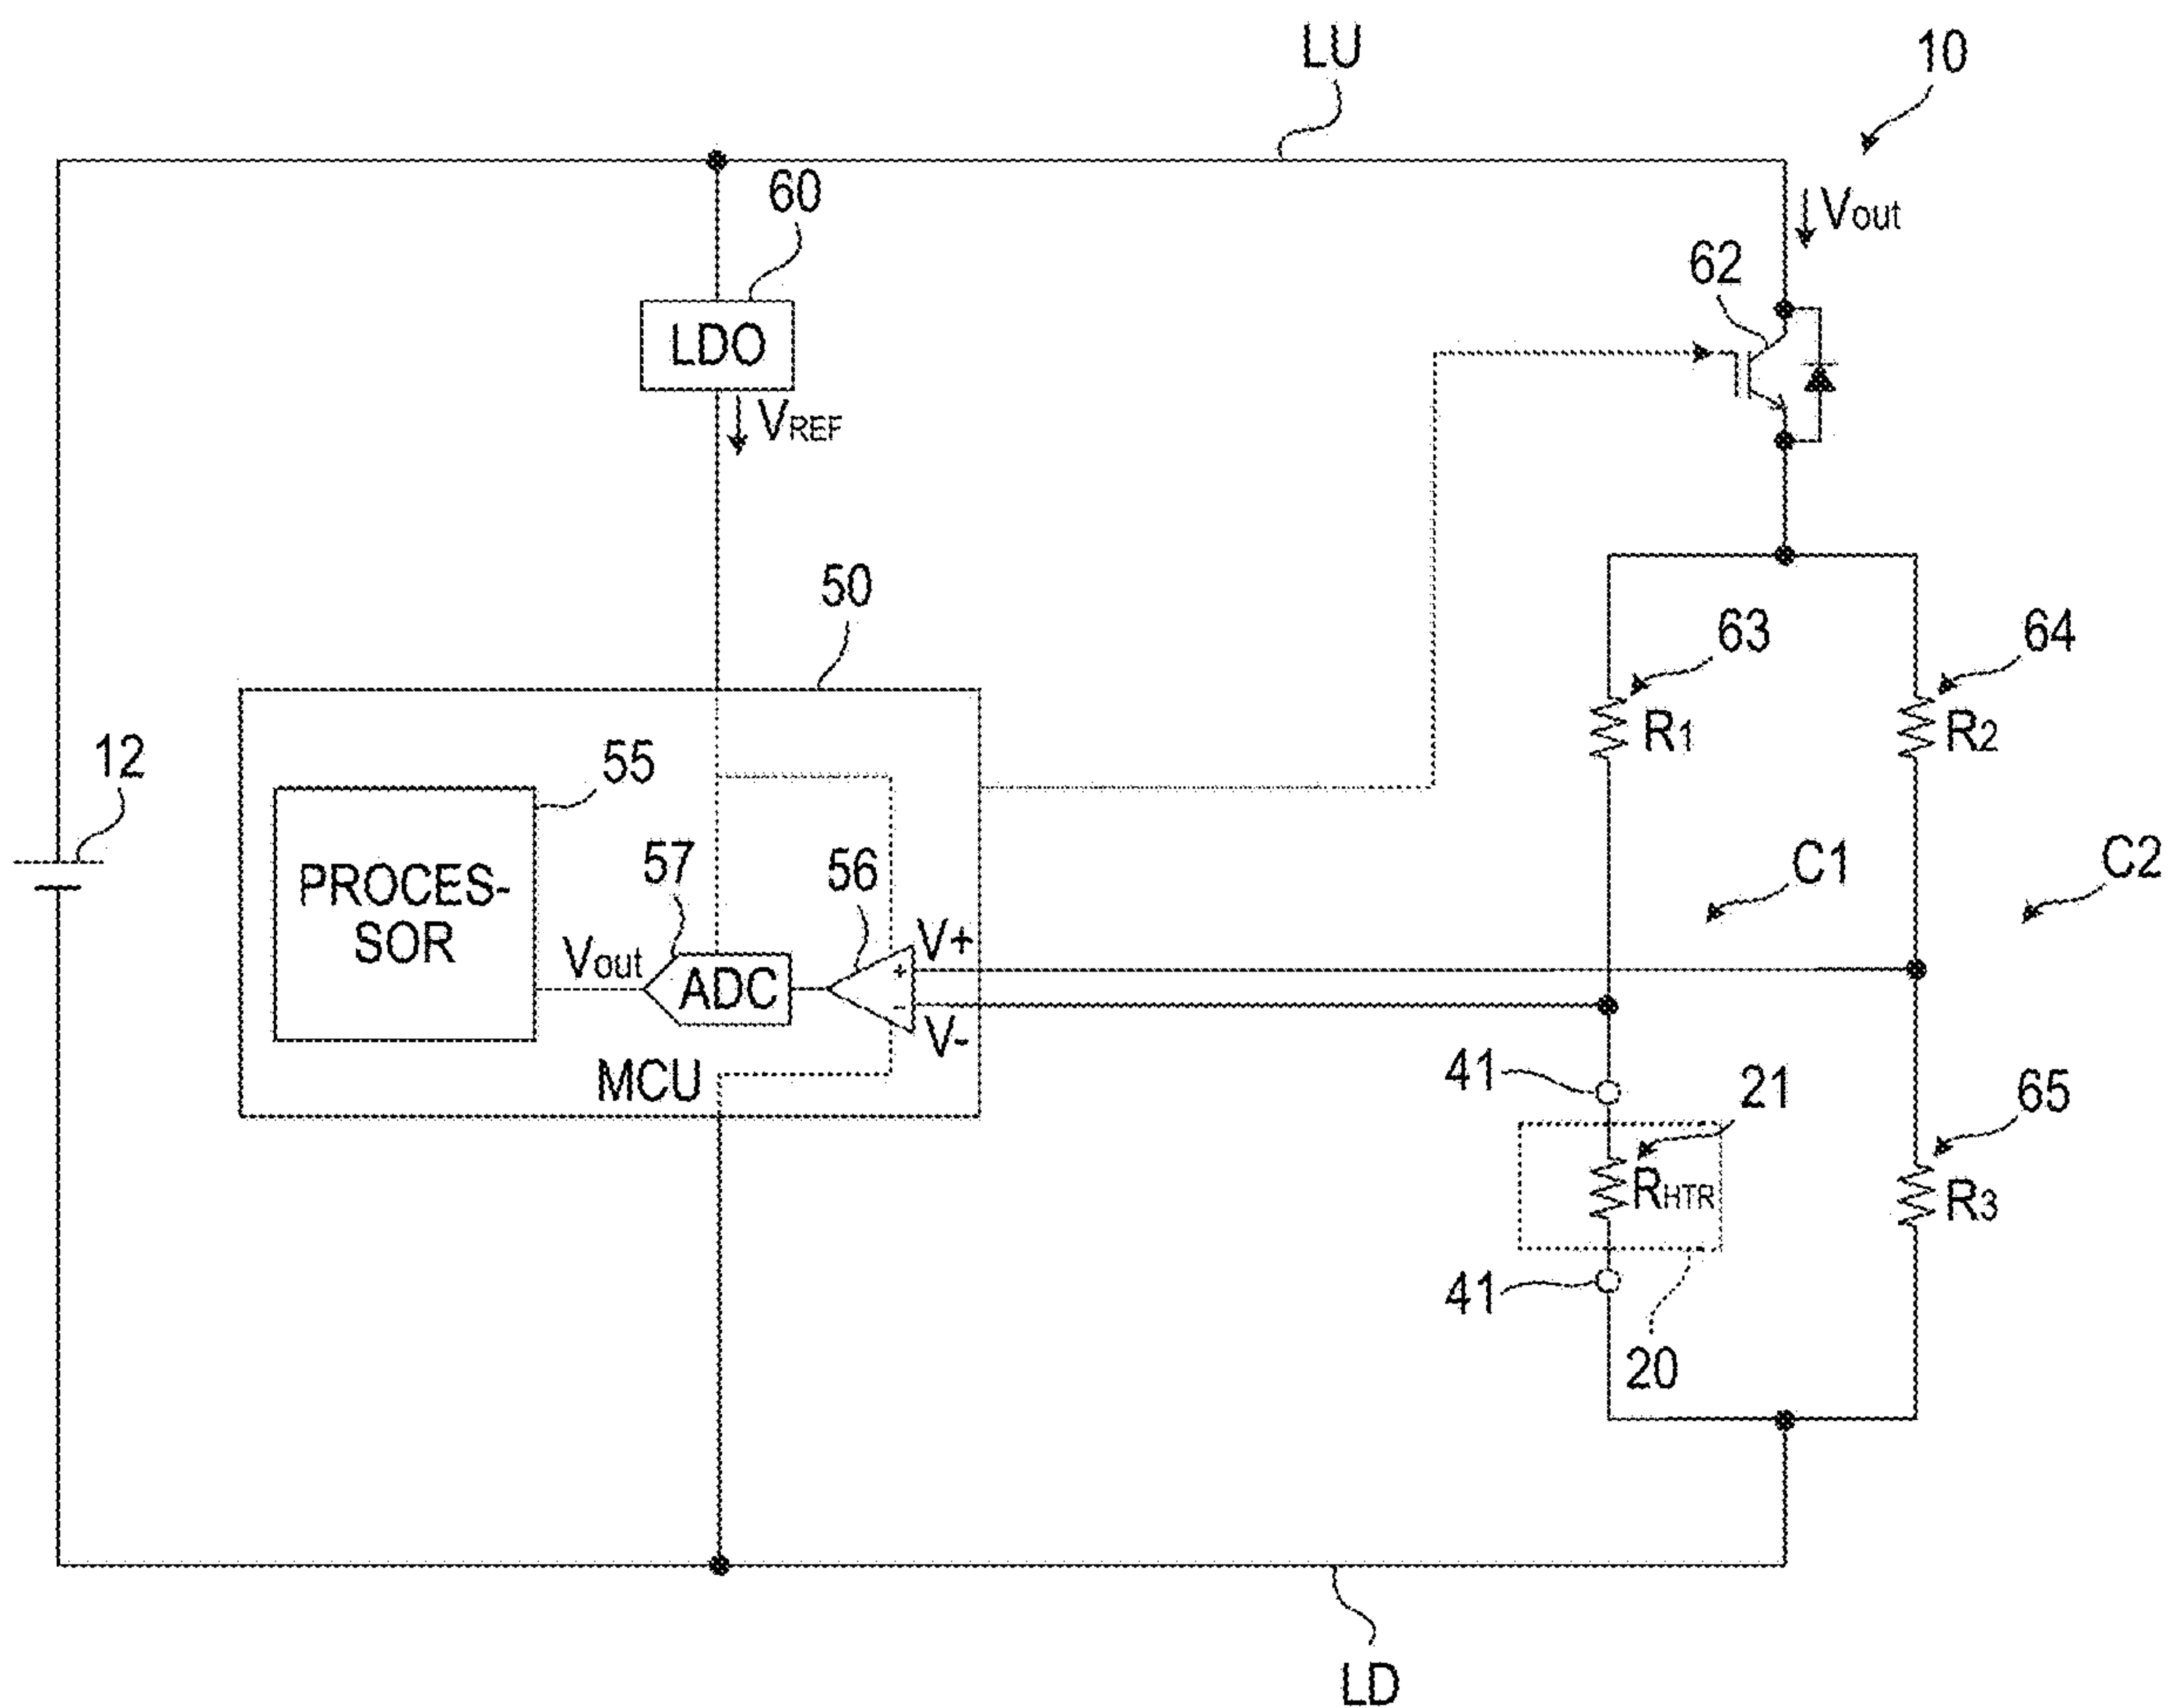 LU
10
60
Vout
62
LDO
VREF
50
63
64
R1
R2
12
55
57
56
C1
C2
PROCES-
SOR
V+
Vout
ADC
V-
+
-
MCU
41
21
65
RHTR
R3
41
20
LD